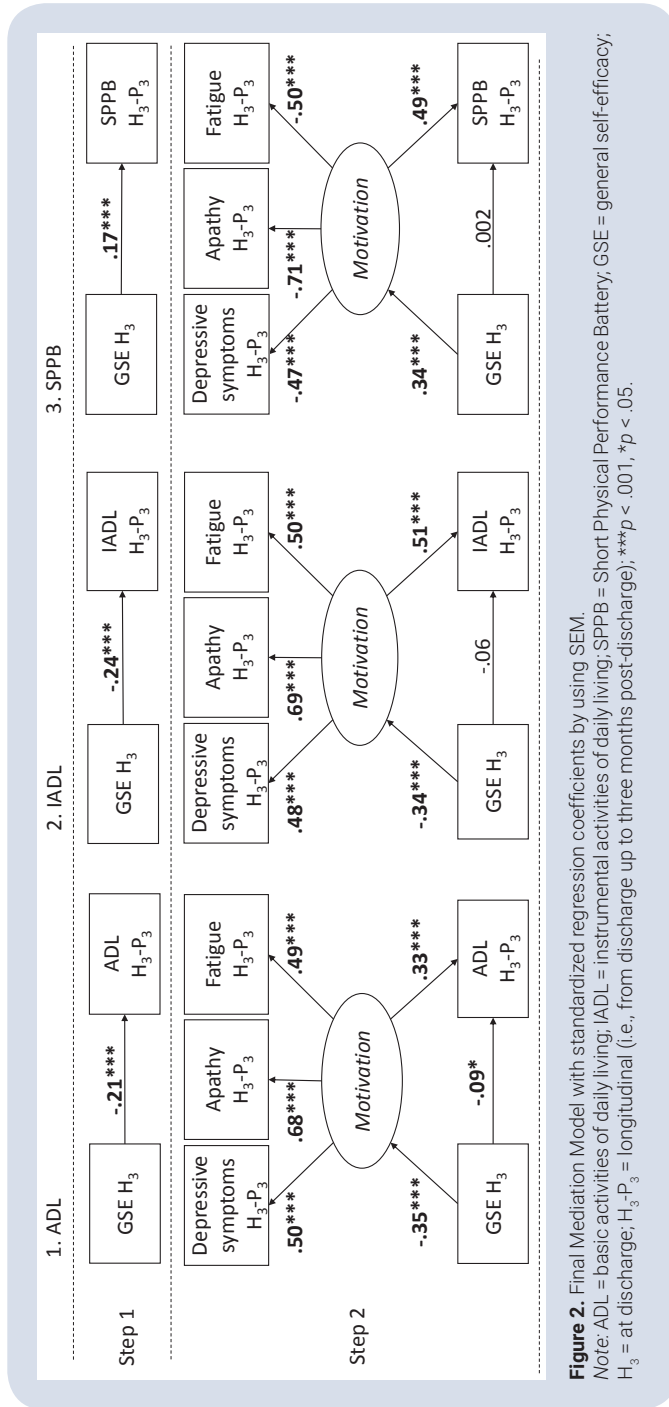 1. ADL
2. IADL
3. SPPB
Step 1
GSE H₃
-.21***
ADL
H₃-P₃
GSE H₃
-.24***
IADL
H₃-P₃
GSE H₃
.17***
SPPB
H₃-P₃
Step 2
Depressive
symptoms
H₃-P₃
Apathy
H₃-P₃
Fatigue
H₃-P₃
.50***
.68***
.49***
Motivation
-.35***
.33***
GSE H₃
-.09*
ADL
H₃-P₃
Depressive
symptoms
H₃-P₃
Apathy
H₃-P₃
Fatigue
H₃-P₃
.48***
.69***
.50***
Motivation
-.34***
.51***
GSE H₃
-.06
IADL
H₃-P₃
Depressive
symptoms
H₃-P₃
Apathy
H₃-P₃
Fatigue
H₃-P₃
-.47***
-.71***
-.50***
Motivation
.34***
.49***
GSE H₃
.002
SPPB
H₃-P₃
Figure 2. Final Mediation Model with standardized regression coefficients by using SEM.
Note: ADL = basic activities of daily living; IADL = instrumental activities of daily living; SPPB = Short Physical Performance Battery; GSE = general self-efficacy;
H₃ = at discharge; H₃-P₃ = longitudinal (i.e., from discharge up to three months post-discharge); ***p < .001, *p < .05.